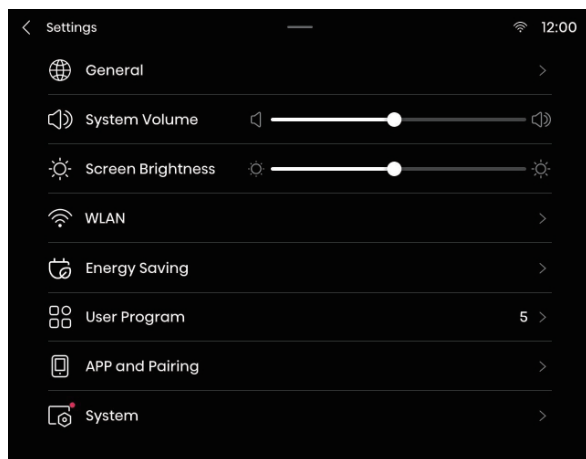 Settings 12:00
General
System Volume
Screen Brightness
WLAN
Energy Saving
User Program 5
APP and Pairing
System